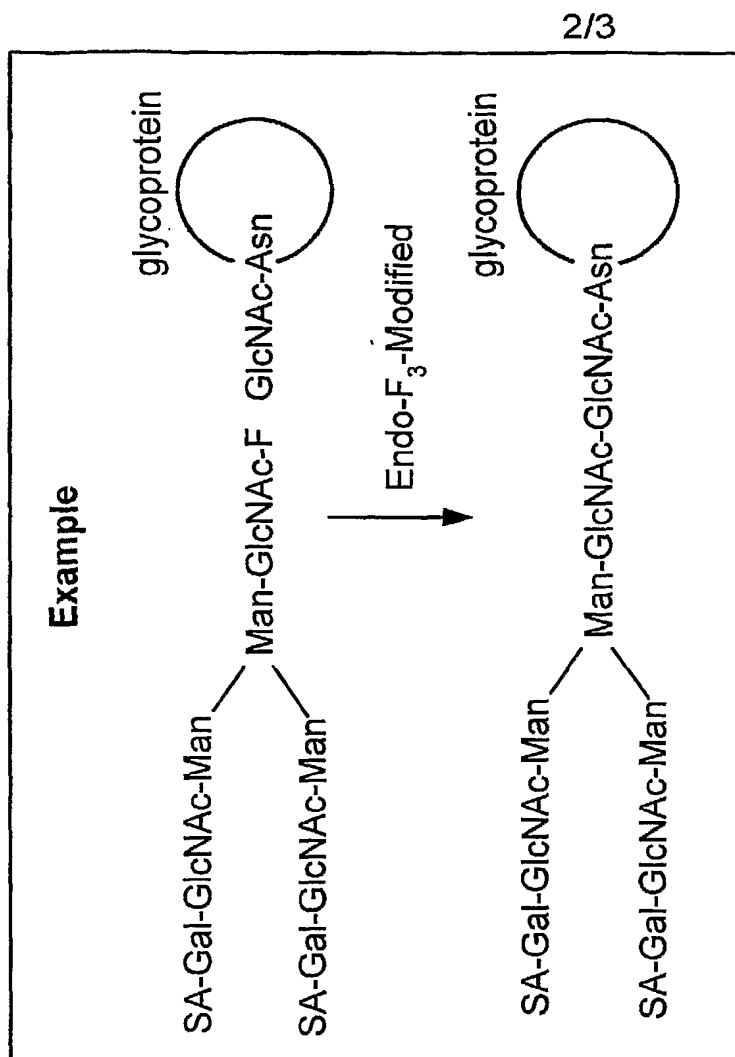 2/3
Example
glycoprotein
SA-Gal-GlcNAc-Man
Man-GlcNAc-F GlcNAc-Asn
SA-Gal-GlcNAc-Man
Endo-F3-Modified
glycoprotein
SA-Gal-GlcNAc-Man
Man-GlcNAc-GlcNAc-Asn
SA-Gal-GlcNAc-Man